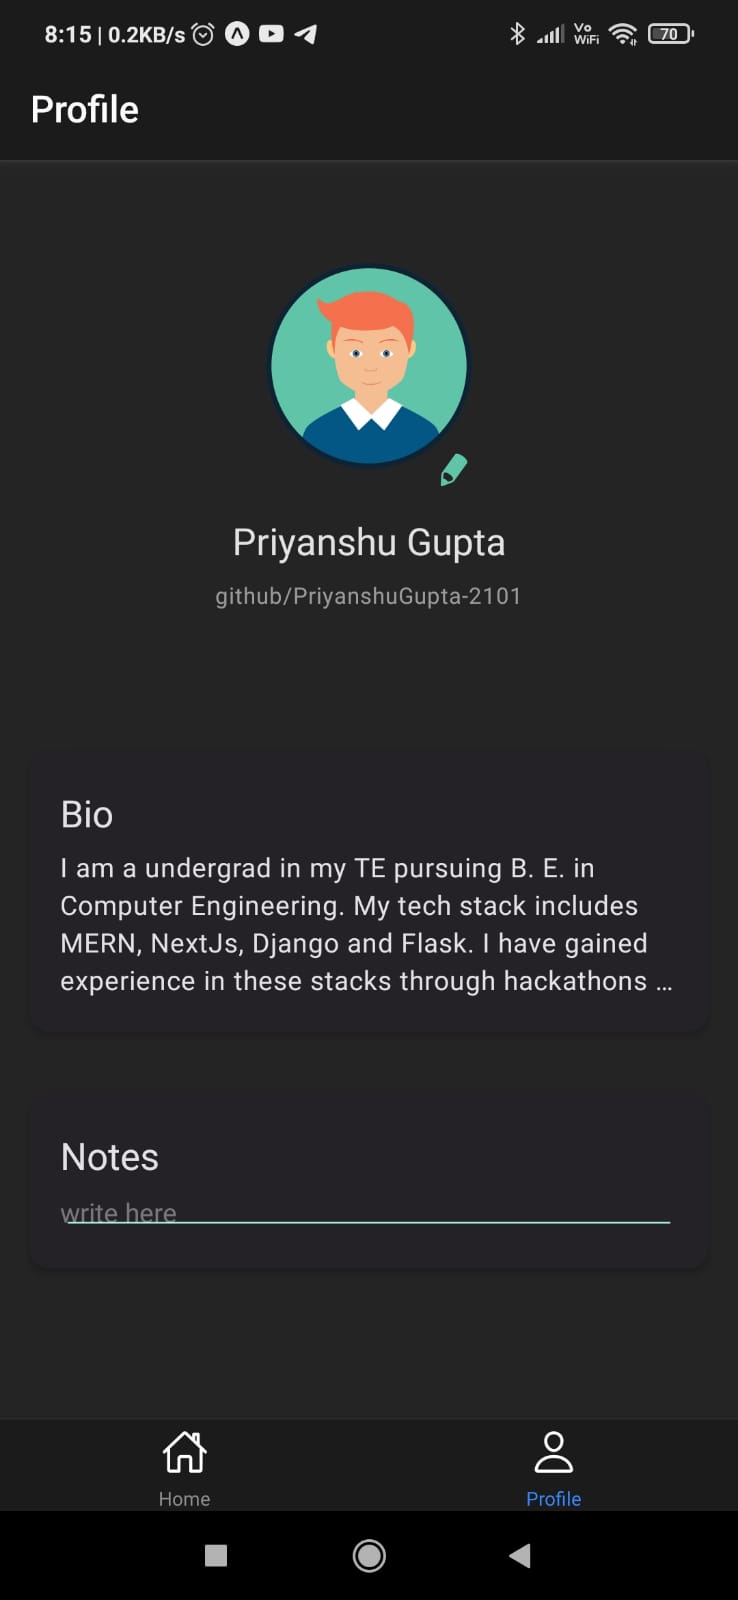 8:15 | 0.2KB/s Vo WiFi 70
Profile
Priyanshu Gupta
github/PriyanshuGupta-2101
Bio
I am a undergrad in my TE pursuing B. E. in
Computer Engineering. My tech stack includes
MERN, NextJs, Django and Flask. I have gained
experience in these stacks through hackathons ...
Notes
write here
Home Profile